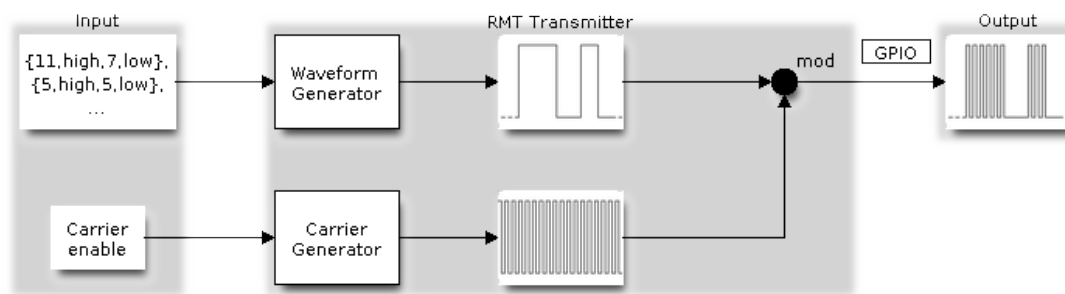 Input
RMT Transmitter
Output
{11,high,7,low},
{5,high,5,low},
...
Waveform
Generator
mod
GPIO
Carrier
enable
Carrier
Generator